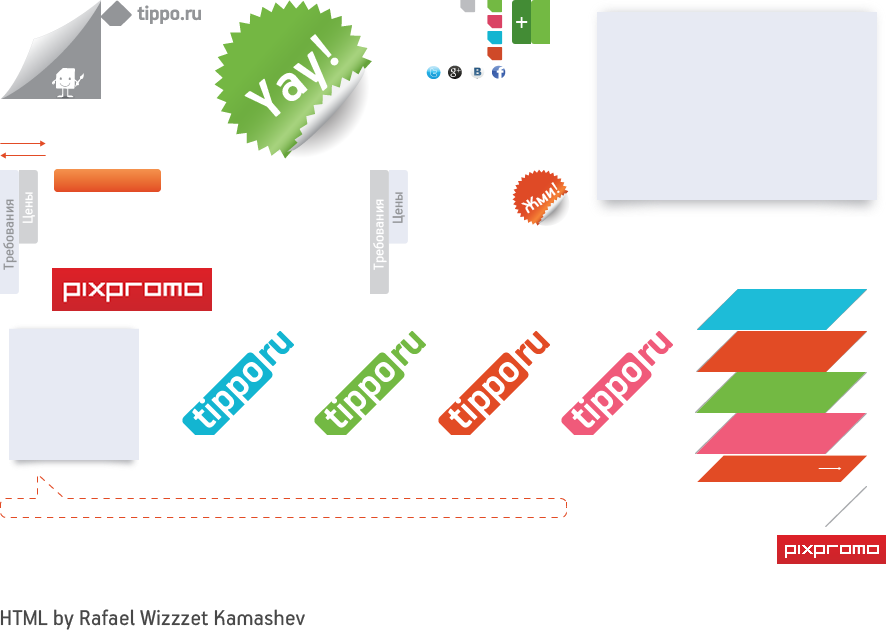 tippo.ru
Yay!
+
g+
B
f
Требования
Цены
Требования
Цены
Жми!
pixpromo
tippo.ru
tippo.ru
tippo.ru
tippo.ru
pixpromo
HTML by Rafael Wizzzet Kamashev